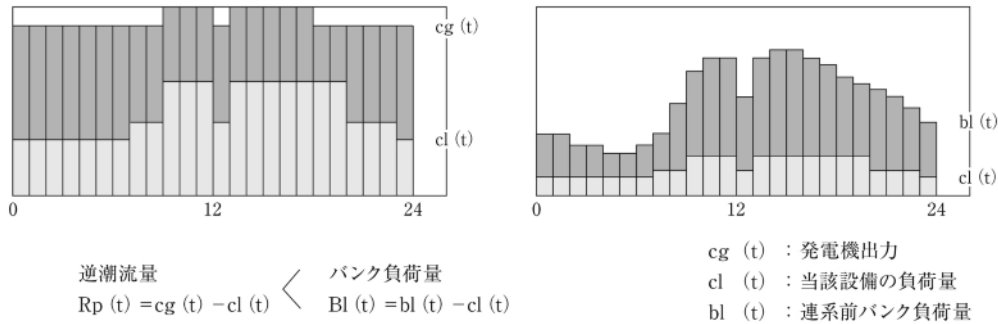 cg (t)
cl (t)
0
12
24
bl (t)
cl (t)
0
12
24
逆潮流量
Rp (t) =cg (t) −cl (t)
<
バンク負荷量
Bl (t) =bl (t) −cl (t)
cg (t) ：発電機出力
cl (t) ：当該設備の負荷量
bl (t) ：連系前バンク負荷量